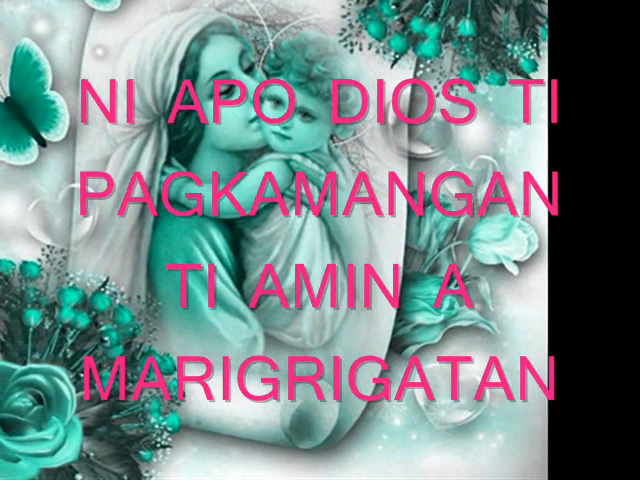 NI APO DIOS TI
PAGKAMANGAN
TI AMIN A
MARIGRIGATAN